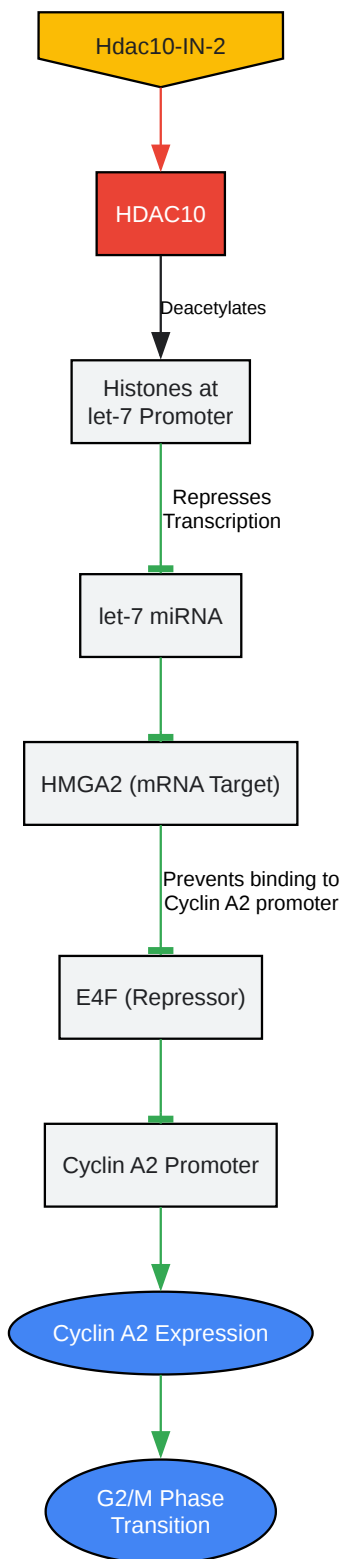 Hdac10-IN-2
HDAC10
Deacetylates
Histones at
let-7 Promoter
Represses
Transcription
let-7 miRNA
HMGA2 (mRNA Target)
Prevents binding to
Cyclin A2 promoter
E4F (Repressor)
Cyclin A2 Promoter
Cyclin A2 Expression
G2/M Phase
Transition